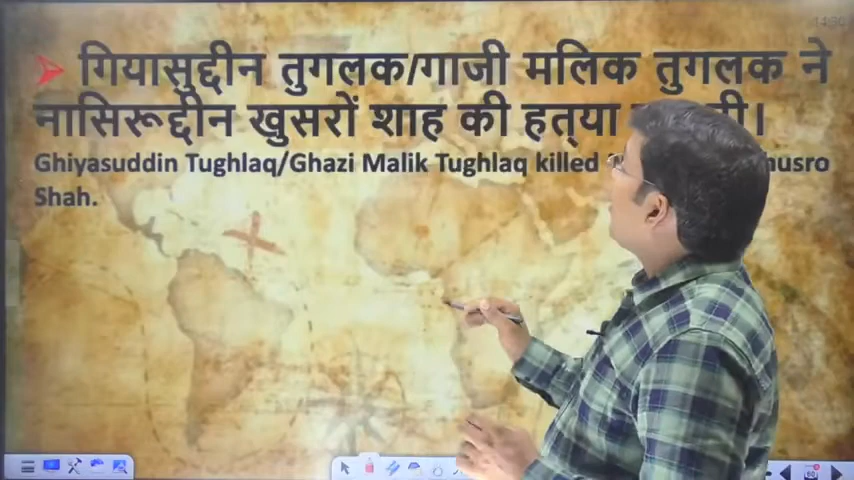 गियासुद्दीन तुगलक/गाजी मलिक तुगलक ने
नासिरूद्दीन खुसरों शाह की हत्या
Ghiyasuddin Tughlaq/Ghazi Malik Tughlaq killed
Shah.